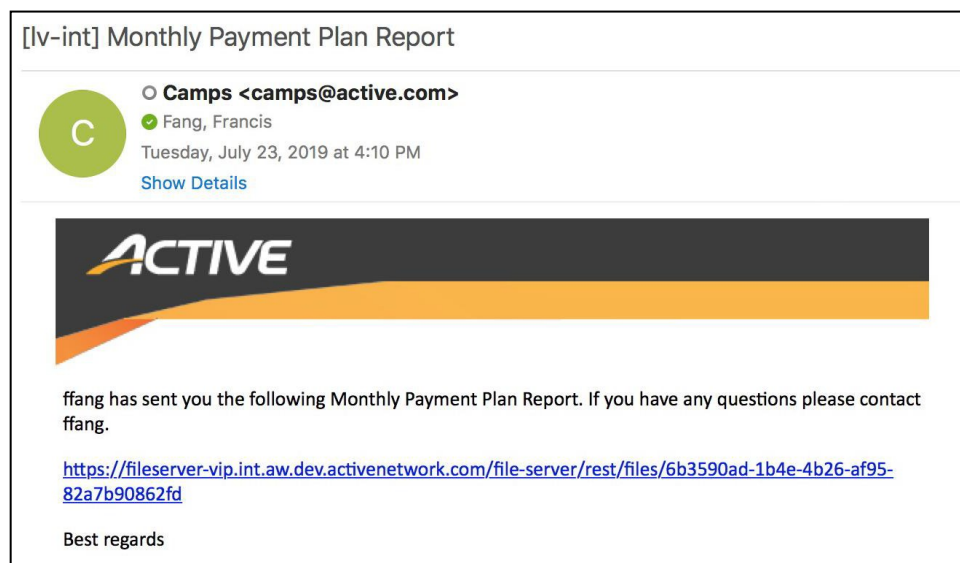 [lv-int] Monthly Payment Plan Report
C
Camps <camps@active.com>
Fang, Francis
Tuesday, July 23, 2019 at 4:10 PM
Show Details
ACTIVE
ffang has sent you the following Monthly Payment Plan Report. If you have any questions please contact
ffang.
https://fileserver-vip.int.aw.dev.activenetwork.com/file-server/rest/files/6b3590ad-1b4e-4b26-af95-
82a7b90862fd
Best regards